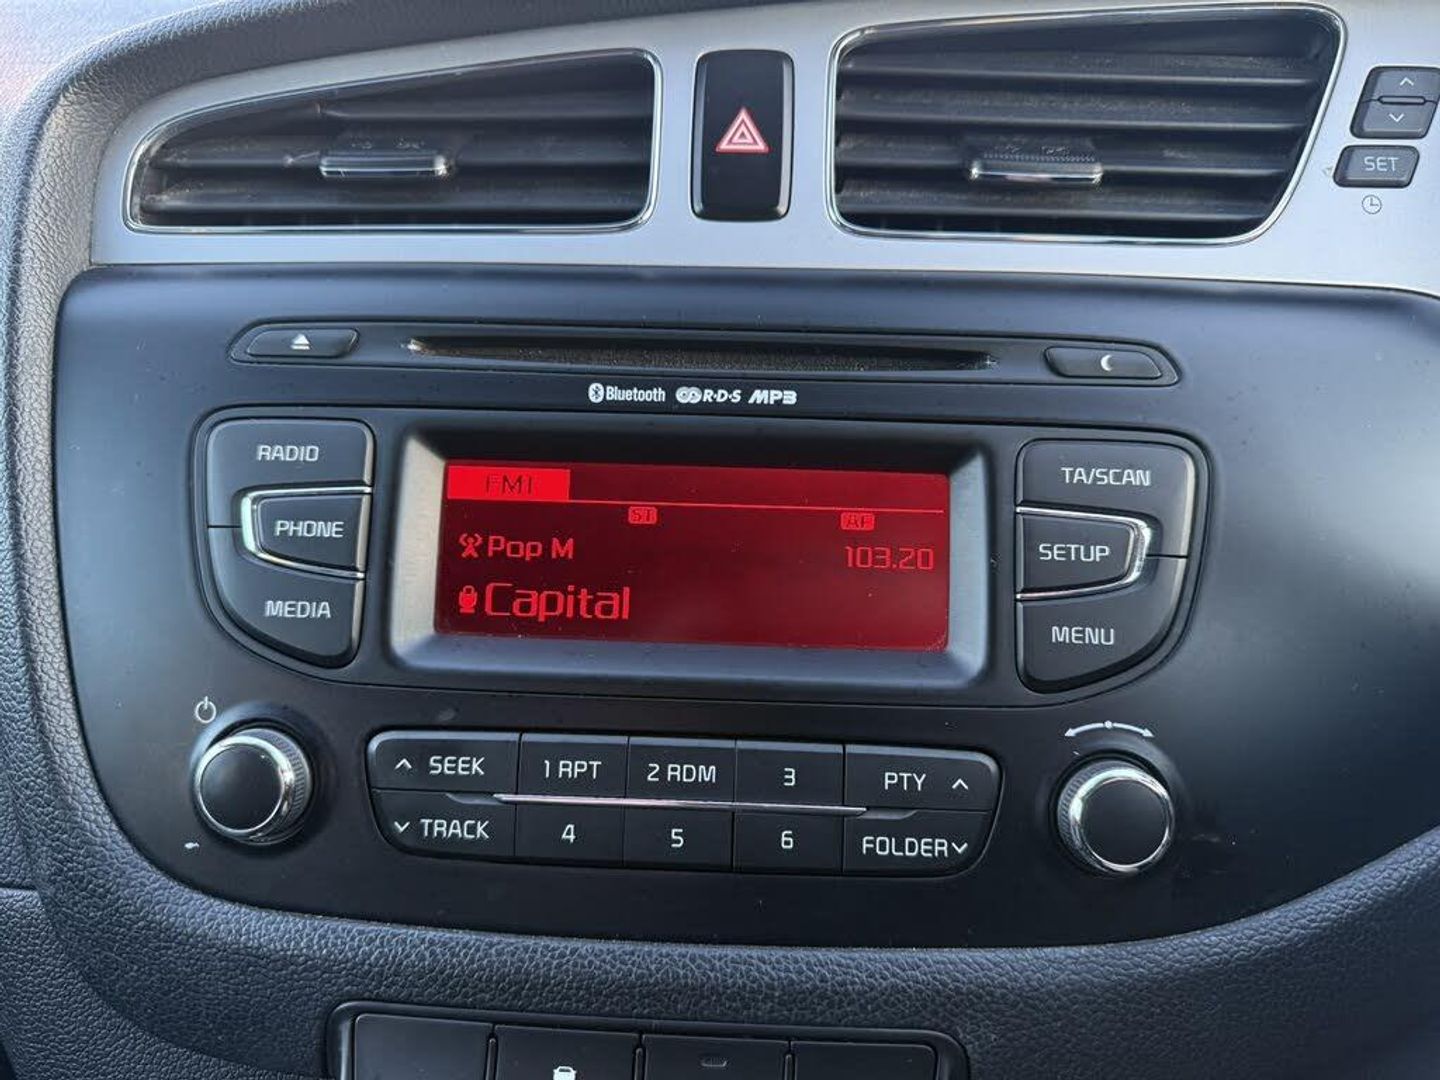 SET
Bluetooth R·D·S MP3
RADIO
PHONE
MEDIA
FM1
ST
AF
Pop M
103.20
Capital
TA/SCAN
SETUP
MENU
SEEK
1 RPT
2 RDM
3
PTY
TRACK
4
5
6
FOLDER